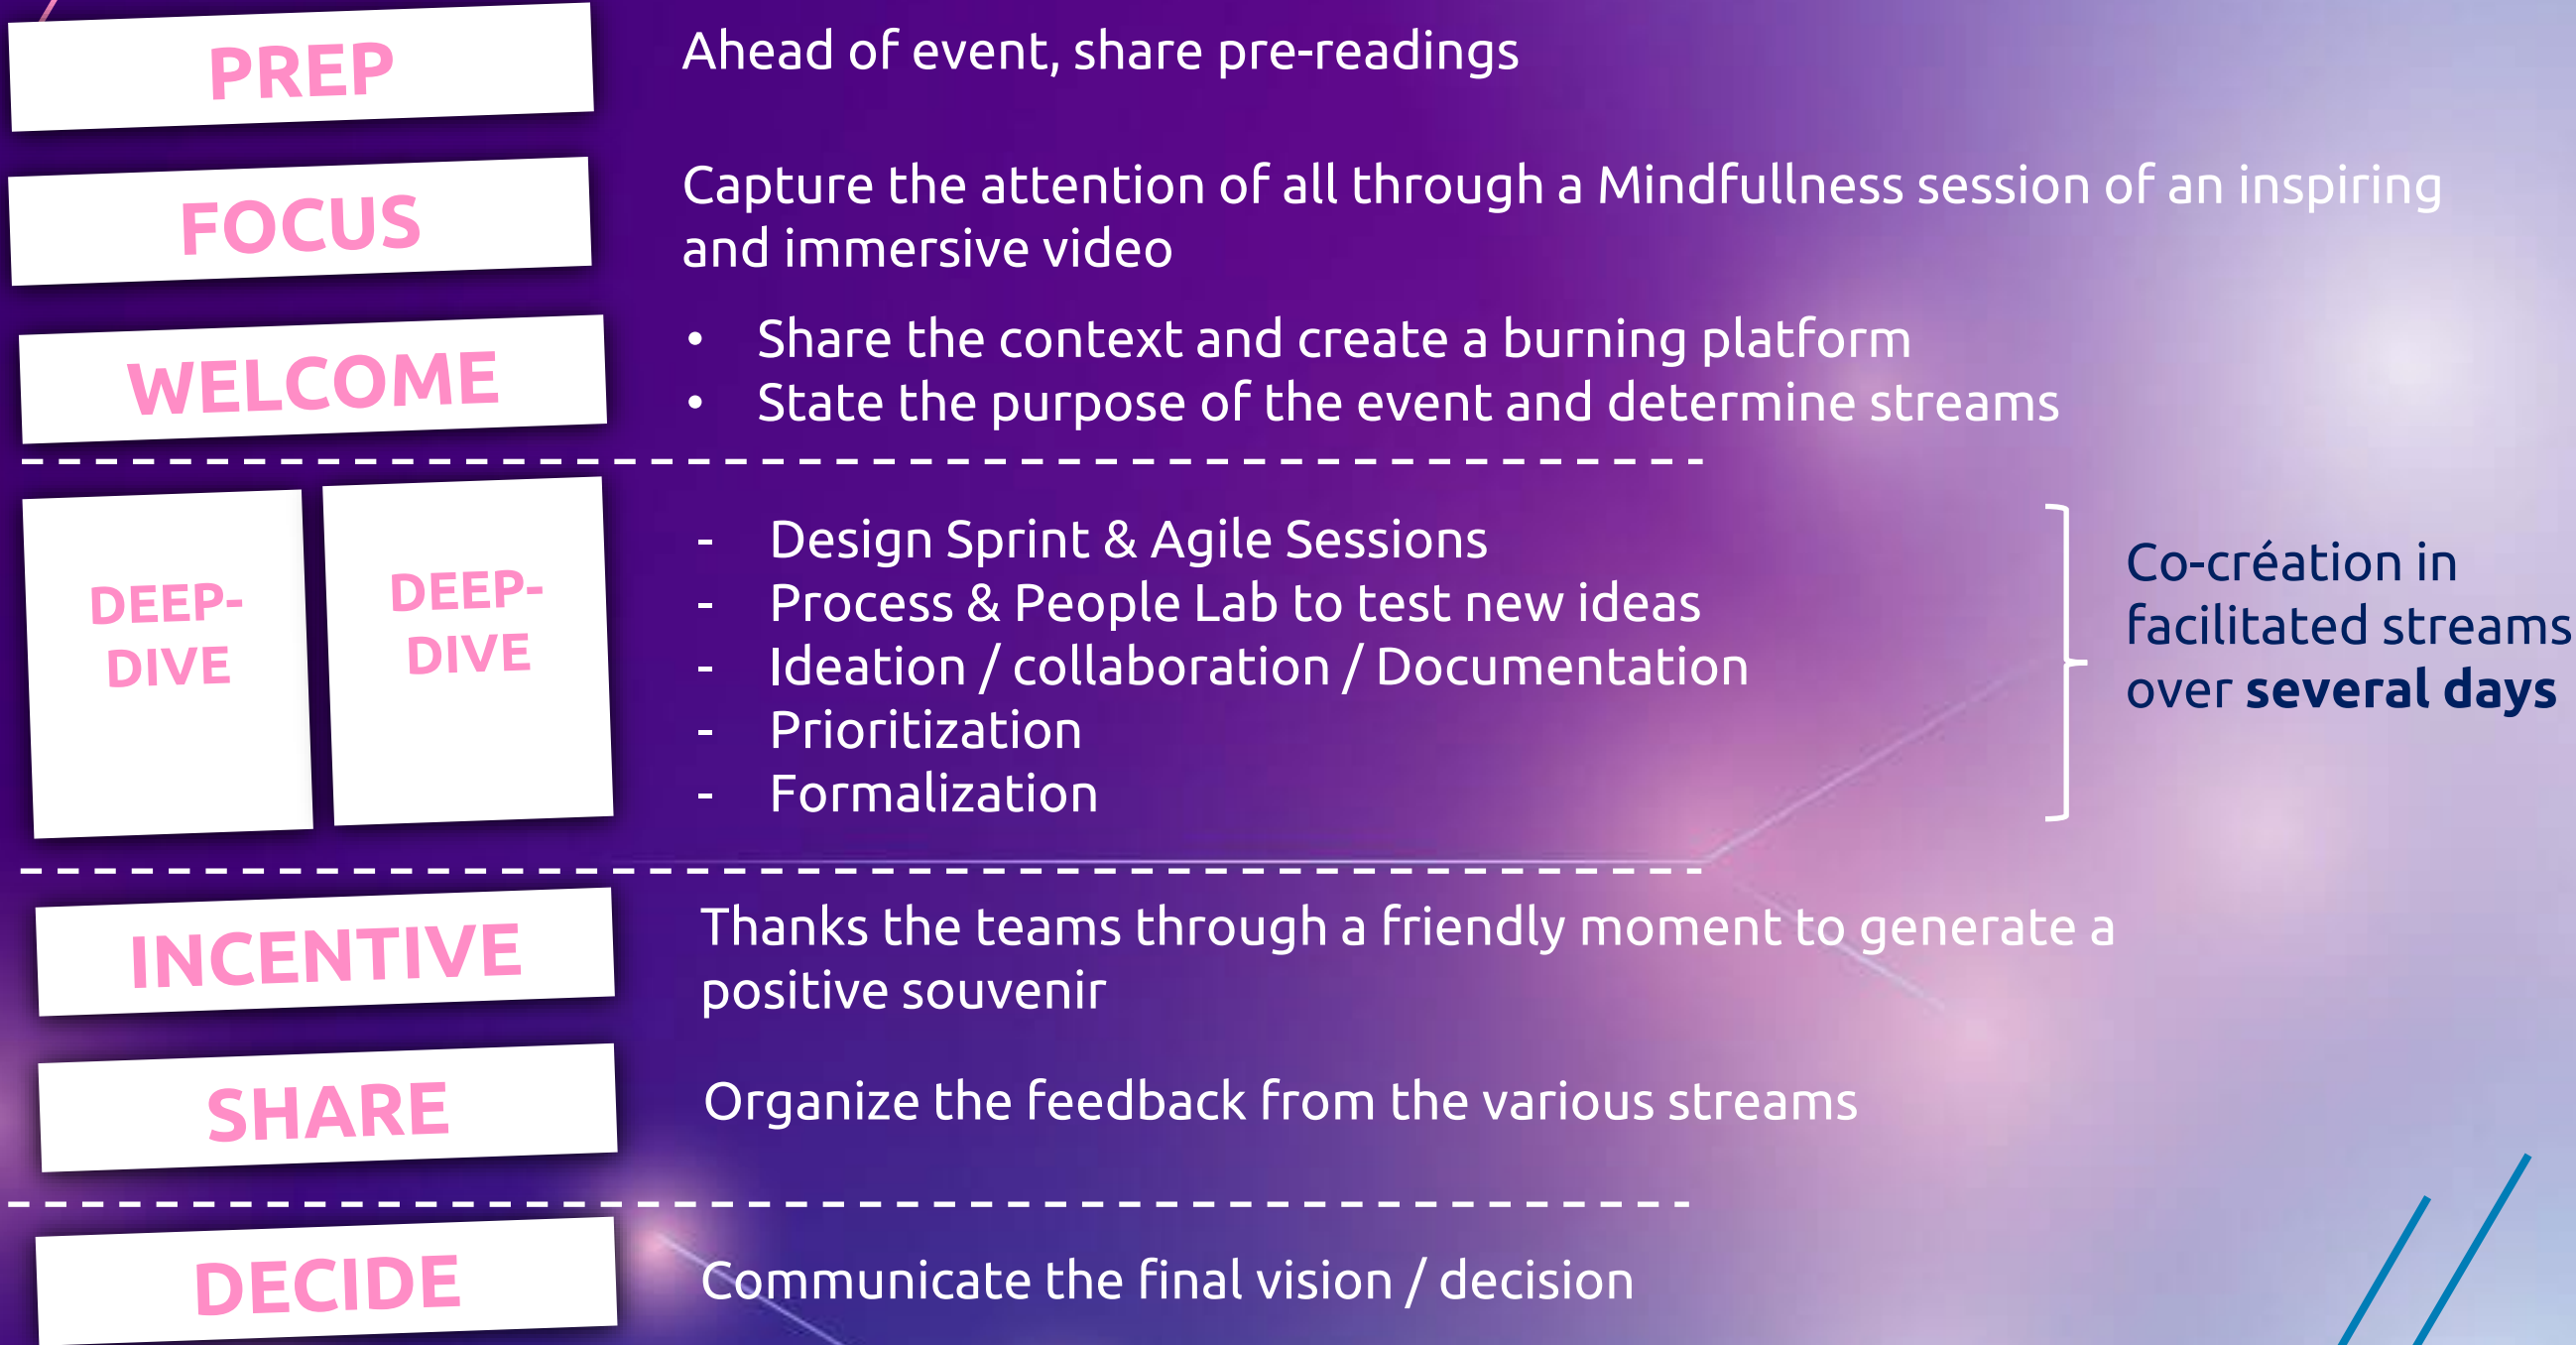 PREP
Ahead of event, share pre-readings
FOCUS
Capture the attention of all through a Mindfullness session of an inspiring
and immersive video
WELCOME
• Share the context and create a burning platform
• State the purpose of the event and determine streams
DEEP-
DIVE
DEEP-
DIVE
- Design Sprint & Agile Sessions
- Process & People Lab to test new ideas
- Ideation / collaboration / Documentation
- Prioritization
- Formalization
Co-création in
facilitated streams
over several days
INCENTIVE
Thanks the teams through a friendly moment to generate a
positive souvenir
SHARE
Organize the feedback from the various streams
DECIDE
Communicate the final vision / decision